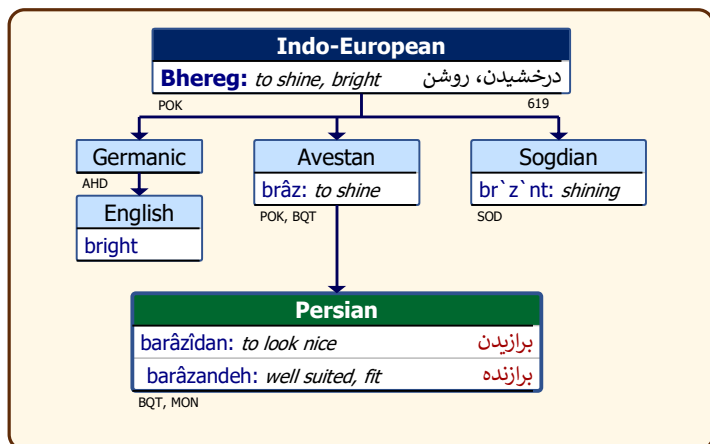 Indo-European
Bhereg: to shine, bright درخشیدن، روشن
POK 619
Germanic Avestan Sogdian
brâz: to shine br`z`nt: shining
AHD
English
bright
POK, BQT SOD
Persian
barâzîdan: to look nice برازیدن
barâzandeh: well suited, fit برازنده
BQT, MON